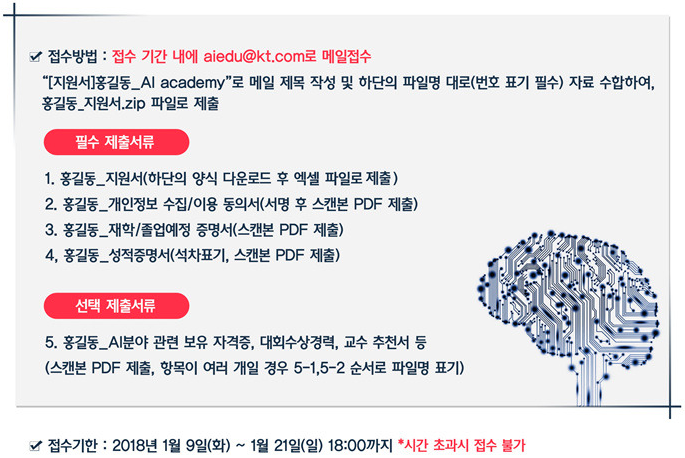 접수방법 : 접수 기간 내에 aiedu@kt.com로 메일접수
“[지원서]홍길동_AI academy”로 메일 제목 작성 및 하단의 파일명 대로(번호 표기 필수) 자료 수합하여,
홍길동_지원서.zip 파일로 제출
필수 제출서류
1. 홍길동_지원서(하단의 양식 다운로드 후 엑셀 파일로 제출)
2. 홍길동_개인정보 수집/이용 동의서(서명 후 스캔본 PDF 제출)
3. 홍길동_재학/졸업예정 증명서(스캔본 PDF 제출)
4, 홍길동_성적증명서(석차표기, 스캔본 PDF 제출)
선택 제출서류
5. 홍길동_AI분야 관련 보유 자격증, 대회수상경력, 교수 추천서 등
(스캔본 PDF 제출, 항목이 여러 개일 경우 5-1,5-2 순서로 파일명 표기)
접수기한 : 2018년 1월 9일(화) ~ 1월 21일(일) 18:00까지 *시간 초과시 접수 불가